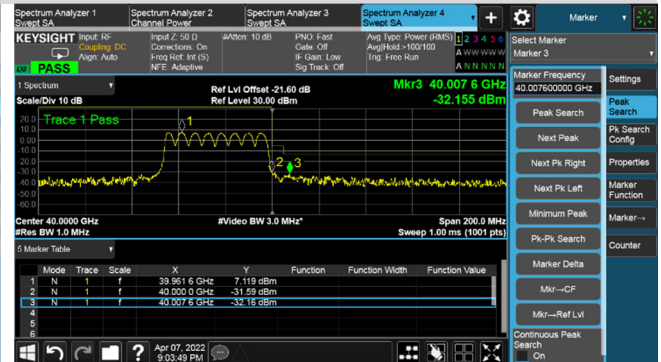 Spectrum Analyzer 1
Swept SA
Spectrum Analyzer 2
Channel Power
Spectrum Analyzer 3
Swept SA
Spectrum Analyzer 4
Swept SA
Marker
KEYSIGHT
Input: RF
Coupling: DC
Align: Auto
Input Z: 50 Ω
Corrections: On
Freq Ref: Int (S)
NFE: Adaptive
#Atten: 10 dB
PNO: Fast
Gate: Off
IF Gain: Low
Sig Track: Off
Avg Type: Power (RMS)
Avg|Hold:>100/100
Trig: Free Run
1 2 3 4 5 6
A W W W W W
A N N N N N
PASS
Select Marker
Marker 3
Marker Frequency
40.007600000 GHz
Settings
Peak Search
Next Peak
Next Pk Right
Next Pk Left
Minimum Peak
Pk-Pk Search
Marker Delta
Mkr→CF
Mkr→Ref Lvl
Continuous Peak
Search
On
Peak
Search
Pk Search
Config
Properties
Marker
Function
Marker→
Counter
1 Spectrum
Scale/Div 10 dB
Ref Lvl Offset -21.60 dB
Ref Level 30.00 dBm
Mkr3 40.007 6 GHz
-32.155 dBm
Trace 1 Pass
20.0
10.0
0.00
-10.0
-20.0
-30.0
-40.0
-50.0
-60.0
1
2
3
Center 40.0000 GHz
#Res BW 1.0 MHz
#Video BW 3.0 MHz*
Span 200.0 MHz
Sweep 1.00 ms (1001 pts)
5 Marker Table
Mode Trace Scale X Y Function Function Width Function Value
1 N 1 f 39.961 6 GHz 7.119 dBm
2 N 1 f 40.000 0 GHz -31.59 dBm
3 N 1 f 40.007 6 GHz -32.16 dBm
4
5
6
Apr 07, 2022
9:03:49 PM